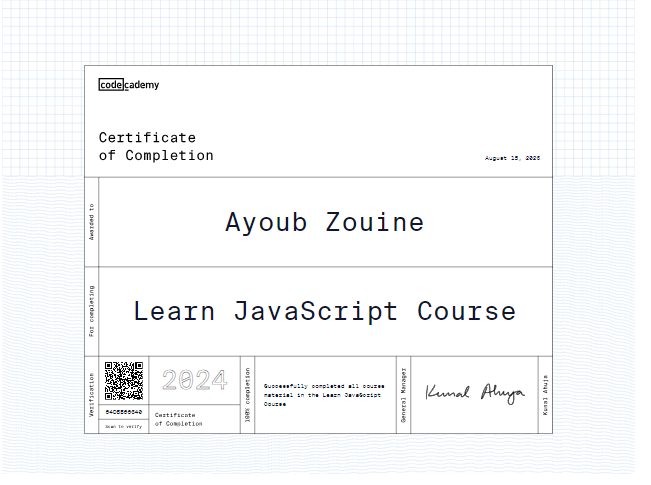 codecademy
Certificate
of Completion
August 15, 2025
Awarded to
Ayoub Zouine
For completing
Learn JavaScript Course
Verification
Scan to verify
2024
Certificate
of Completion
100% completion
Successfully completed all course
material in the Learn JavaScript
Course
General Manager
Kunal Ahuja
Kunal Ahuja